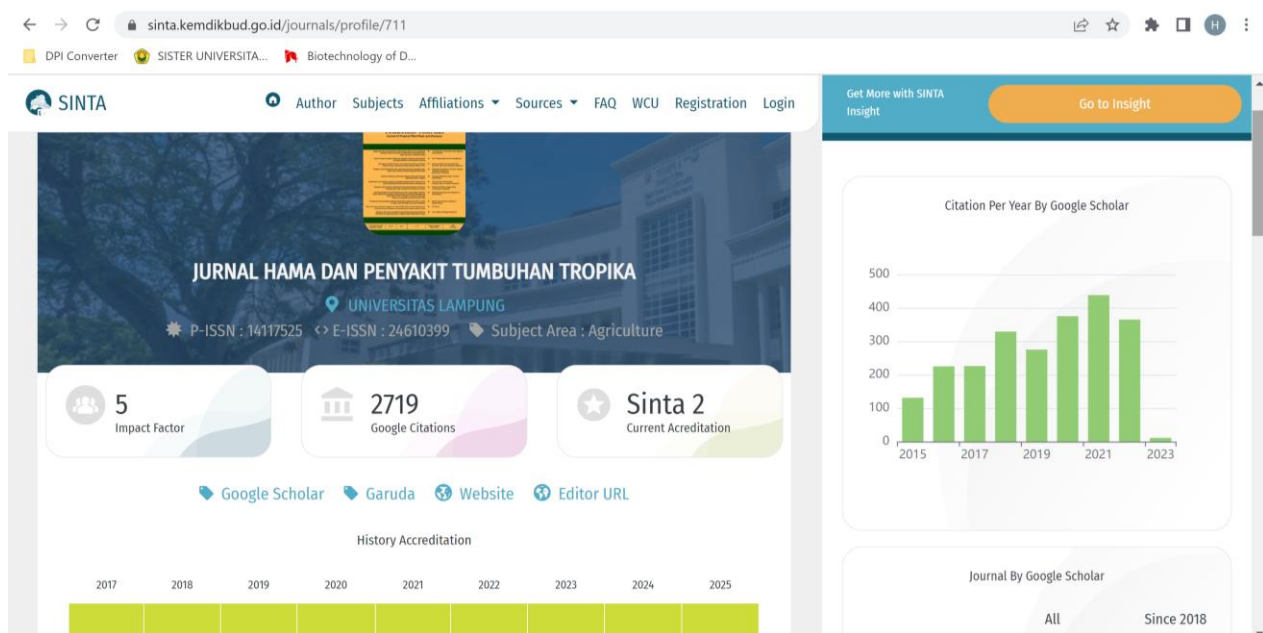 sinta.kemdikbud.go.id/journals/profile/711
H
DPI Converter SISTER UNIVERSITA... Biotechnology of D...
SINTA
Author Subjects Affiliations Sources FAQ WCU Registration Login
JURNAL HAMA DAN PENYAKIT TUMBUHAN TROPIKA
UNIVERSITAS LAMPUNG
P-ISSN : 14117525 <> E-ISSN : 24610399 Subject Area : Agriculture
5
Impact Factor
2719
Google Citations
Sinta 2
Current Acreditation
Google Scholar Garuda Website Editor URL
History Accreditation
2017 2018 2019 2020 2021 2022 2023 2024 2025
Get More with SINTA
Insight
Go to Insight
Citation Per Year By Google Scholar
500
400
300
200
100
0
2015 2017 2019 2021 2023
Journal By Google Scholar
All Since 2018